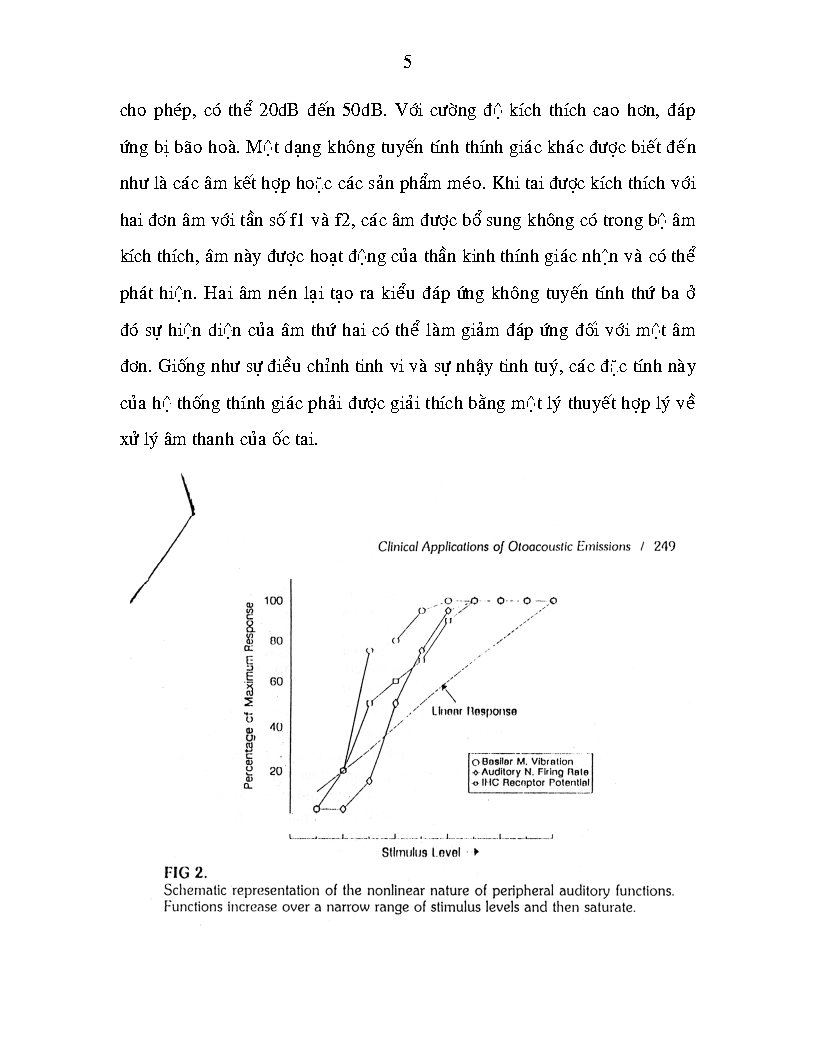 5
cho phép, có thể 20dB đến 50dB. Với cường độ kích thích cao hơn, đáp
ứng bị bão hoà. Một dạng không tuyến tính thính giác khác được biết đến
như là các âm kết hợp hoặc các sản phẩm méo. Khi tai được kích thích với
hai đơn âm với tần số f1 và f2, các âm được bổ sung không có trong bộ âm
kích thích, âm này được hoạt động của thần kinh thính giác nhận và có thể
phát hiện. Hai âm nén lại tạo ra kiểu đáp ứng không tuyến tính thứ ba ở
đó sự hiện diện của âm thứ hai có thể làm giảm đáp ứng đối với một âm
đơn. Giống như sự điều chỉnh tinh vi và sự nhậy tinh tuý, các đặc tính này
của hệ thống thính giác phải được giải thích bằng một lý thuyết hợp lý về
xử lý âm thanh của ốc tai.
Clinical Applications of Otoacoustic Emissions / 249
Percentage of Maximum Response
100
80
60
40
20
Linear Response
Basilar M. Vibration
Auditory N. Firing Rate
IHC Receptor Potential
Stimulus Level
FIG 2.
Schematic representation of the nonlinear nature of peripheral auditory functions.
Functions increase over a narrow range of stimulus levels and then saturate.